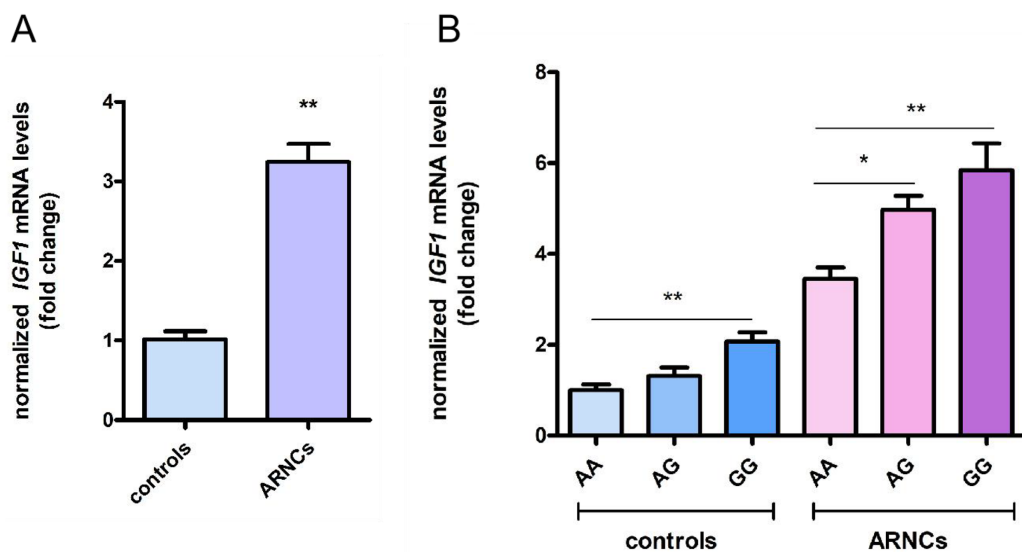 A
normalized IGF1 mRNA levels
(fold change)
4
3
2
1
0
**
controls
ARNCs
B
normalized IGF1 mRNA levels
(fold change)
8
6
4
2
0
**
*
**
AA
AG
GG
AA
AG
GG
controls
ARNCs